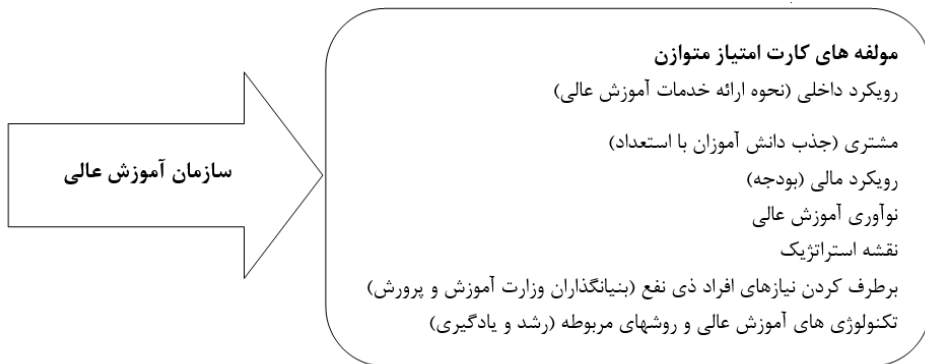 مولفه های کارت امتیاز متوازن
رویکرد داخلی (نحوه ارائه خدمات آموزش عالی)
مشتری (جذب دانش آموزان با استعداد)
رویکرد مالی (بودجه)
نوآوری آموزش عالی
نقشه استراتژیک
برطرف کردن نیازهای افراد ذی نفع (بنیانگذاران وزارت آموزش و پرورش)
تکنولوژی های آموزش عالی و روشهای مربوطه (رشد و یادگیری)
سازمان آموزش عالی